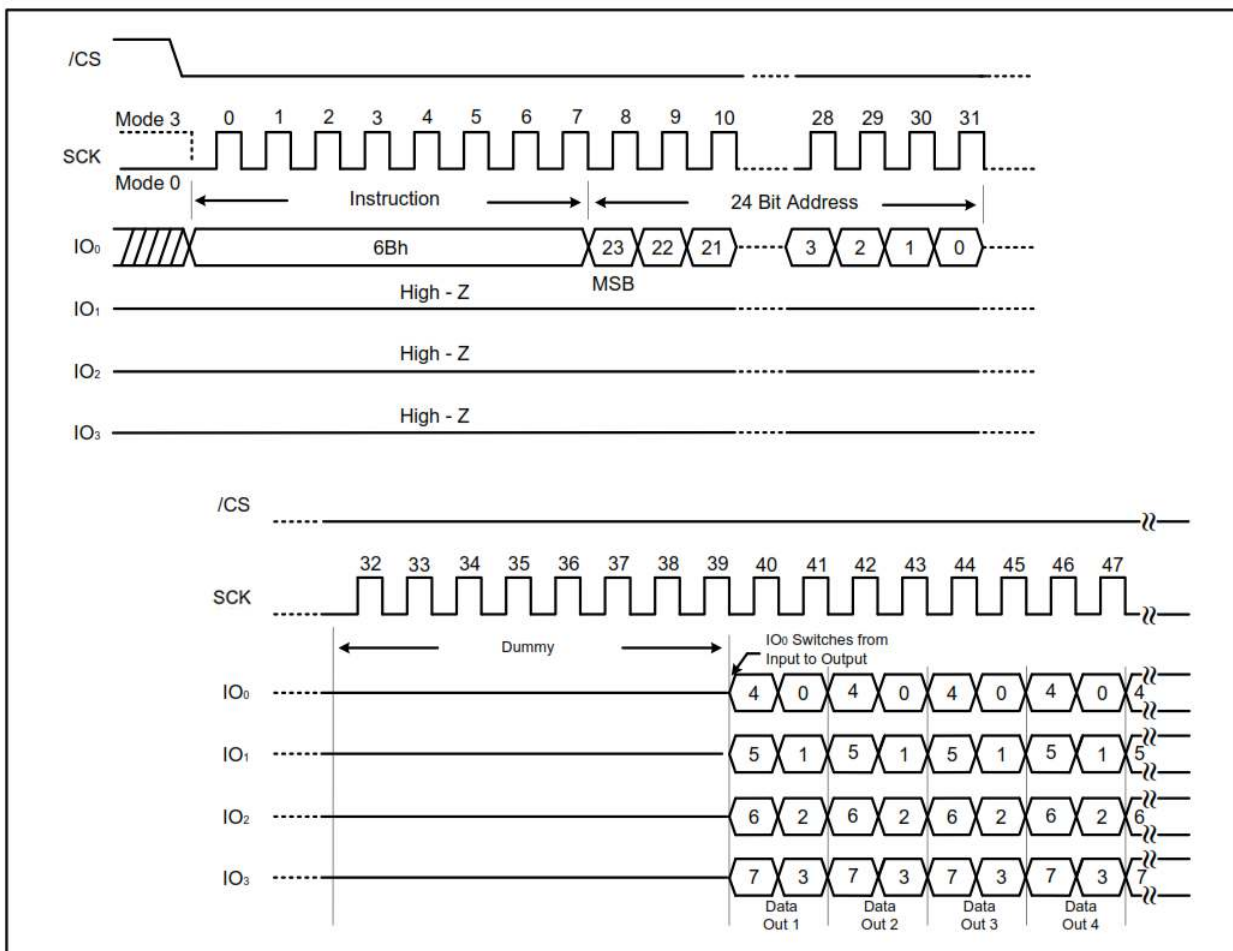 /CS
Mode 3 0 1 2 3 4 5 6 7 8 9 10 28 29 30 31
SCK
Mode 0
Instruction 24 Bit Address
IO₀ 6Bh 23 22 21 3 2 1 0
MSB
High - Z
IO₁
High - Z
IO₂
High - Z
IO₃
/CS
32 33 34 35 36 37 38 39 40 41 42 43 44 45 46 47
SCK
Dummy
IO₀ Switches from
Input to Output
IO₀ 4 0 4 0 4 0 4 0 4
IO₁ 5 1 5 1 5 1 5 1 5
IO₂ 6 2 6 2 6 2 6 2 6
IO₃ 7 3 7 3 7 3 7 3 7
Data Data Data Data
Out 1 Out 2 Out 3 Out 4